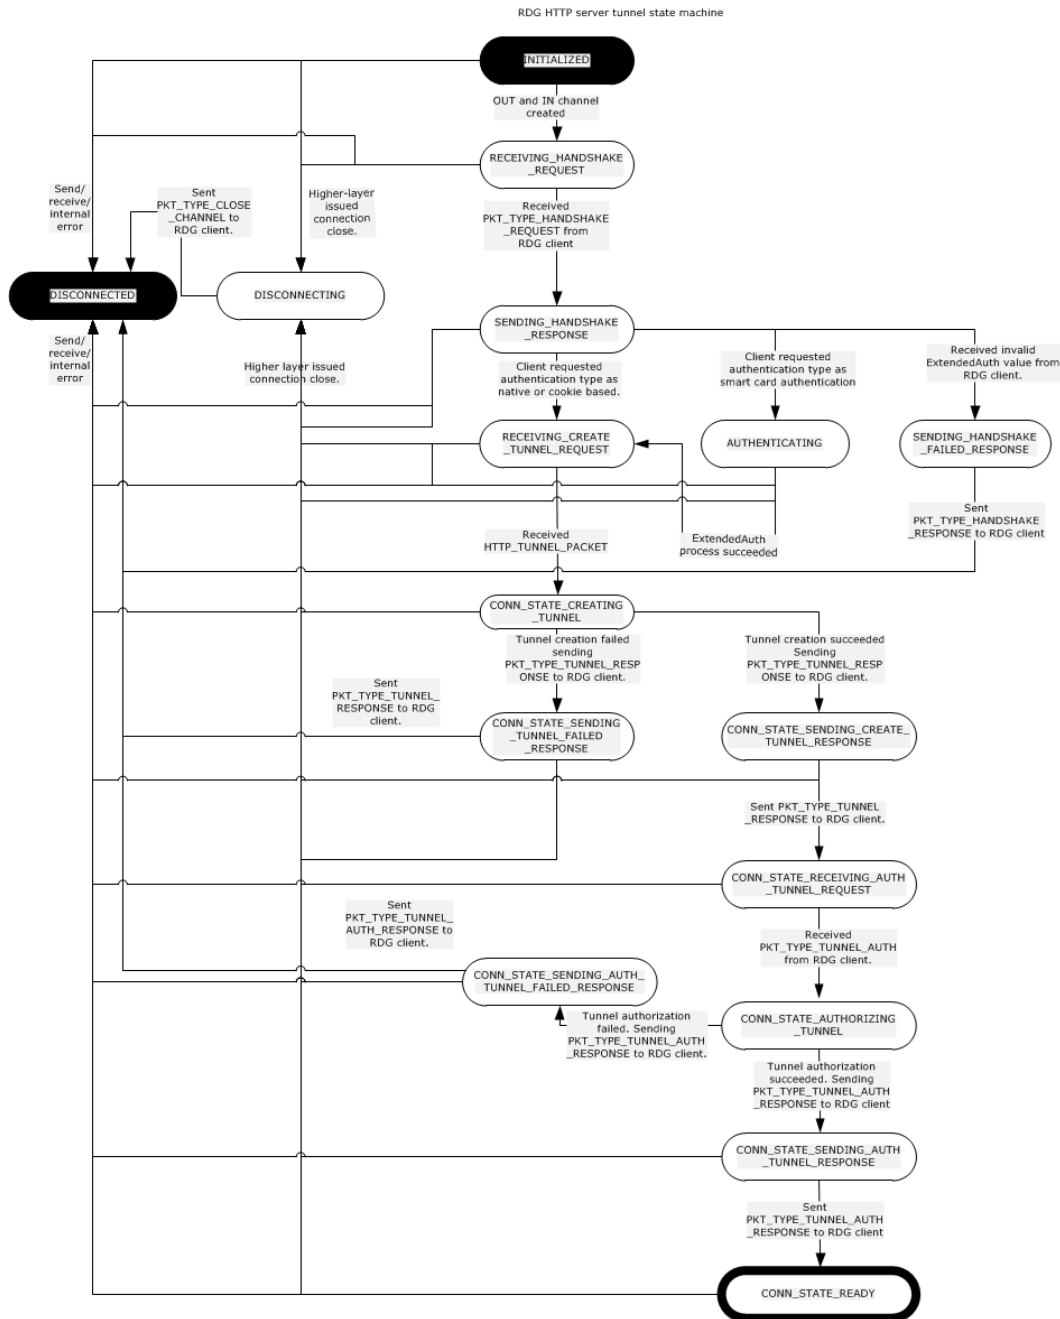 RDG HTTP server tunnel state machine
INITIALIZED
OUT and IN channel
created
RECEIVING_HANDSHAKE
_REQUEST
Send/
receive/
internal
error
Sent
PKT_TYPE_CLOSE
_CHANNEL to
RDG client.
Higher-layer
issued
connection
close.
Received
PKT_TYPE_HANDSHAKE
_REQUEST from
RDG client
DISCONNECTED
DISCONNECTING
SENDING_HANDSHAKE
_RESPONSE
Send/
receive/
internal
error
Higher layer issued
connection close.
Client requested
authentication type as
native or cookie based.
Client requested
authentication type as
smart card authentication
Received invalid
ExtendedAuth value from
RDG client.
RECEIVING_CREATE
_TUNNEL_REQUEST
AUTHENTICATING
SENDING_HANDSHAKE
_FAILED_RESPONSE
Received
HTTP_TUNNEL_PACKET
ExtendedAuth
process succeeded
Sent
PKT_TYPE_HANDSHAKE
_RESPONSE to RDG client
CONN_STATE_CREATING
_TUNNEL
Tunnel creation failed
sending
PKT_TYPE_TUNNEL_RESP
ONSE to RDG client.
Tunnel creation succeeded
Sending
PKT_TYPE_TUNNEL_RESP
ONSE to RDG client.
Sent
PKT_TYPE_TUNNEL_
RESPONSE to RDG
client.
CONN_STATE_SENDING
_TUNNEL_FAILED
_RESPONSE
CONN_STATE_SENDING_CREATE_
TUNNEL_RESPONSE
Sent PKT_TYPE_TUNNEL
_RESPONSE to RDG client.
CONN_STATE_RECEIVING_AUTH
_TUNNEL_REQUEST
Sent
PKT_TYPE_TUNNEL_
AUTH_RESPONSE to
RDG client.
Received
PKT_TYPE_TUNNEL_AUTH
from RDG client.
CONN_STATE_SENDING_AUTH_
TUNNEL_FAILED_RESPONSE
Tunnel authorization
failed. Sending
PKT_TYPE_TUNNEL_AUTH
_RESPONSE to RDG client.
CONN_STATE_AUTHORIZING
_TUNNEL
Tunnel authorization
succeeded. Sending
PKT_TYPE_TUNNEL_AUTH
_RESPONSE to RDG client
CONN_STATE_SENDING_AUTH
_TUNNEL_RESPONSE
Sent
PKT_TYPE_TUNNEL_AUTH
_RESPONSE to RDG client
CONN_STATE_READY